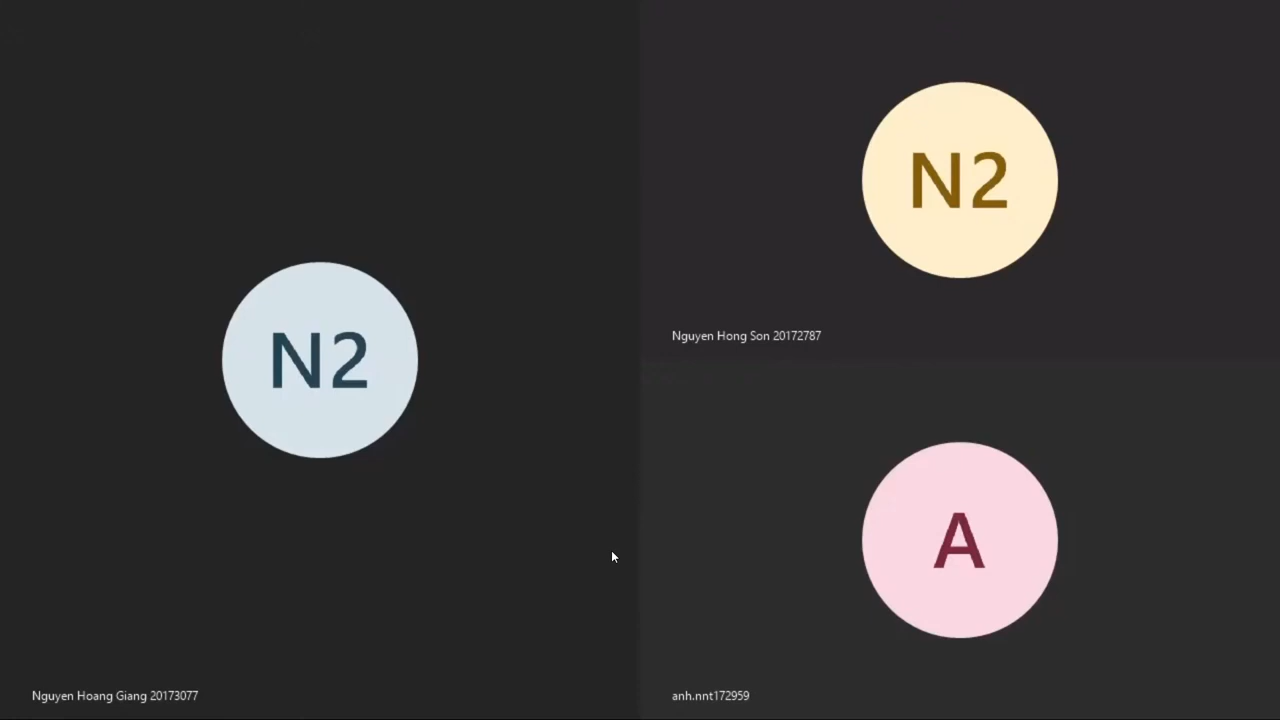 N2
Nguyen Hoang Giang 20173077
N2
Nguyen Hong Son 20172787
A
anh.nnt172959